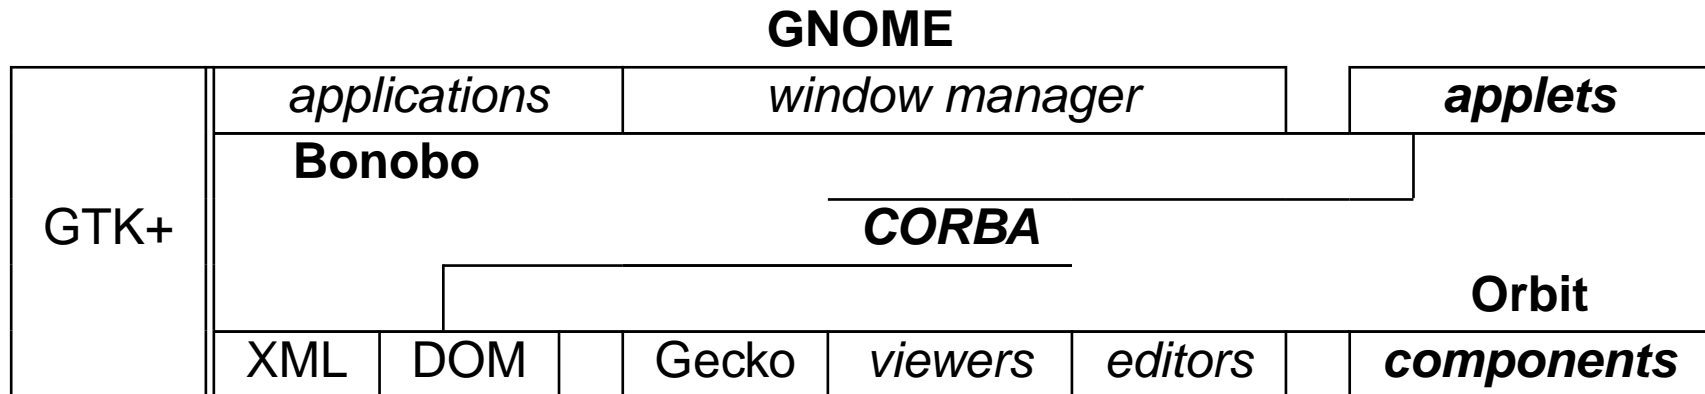 GNOME
applications window manager applets
Bonobo
GTK+ CORBA
Orbit
XML DOM Gecko viewers editors components